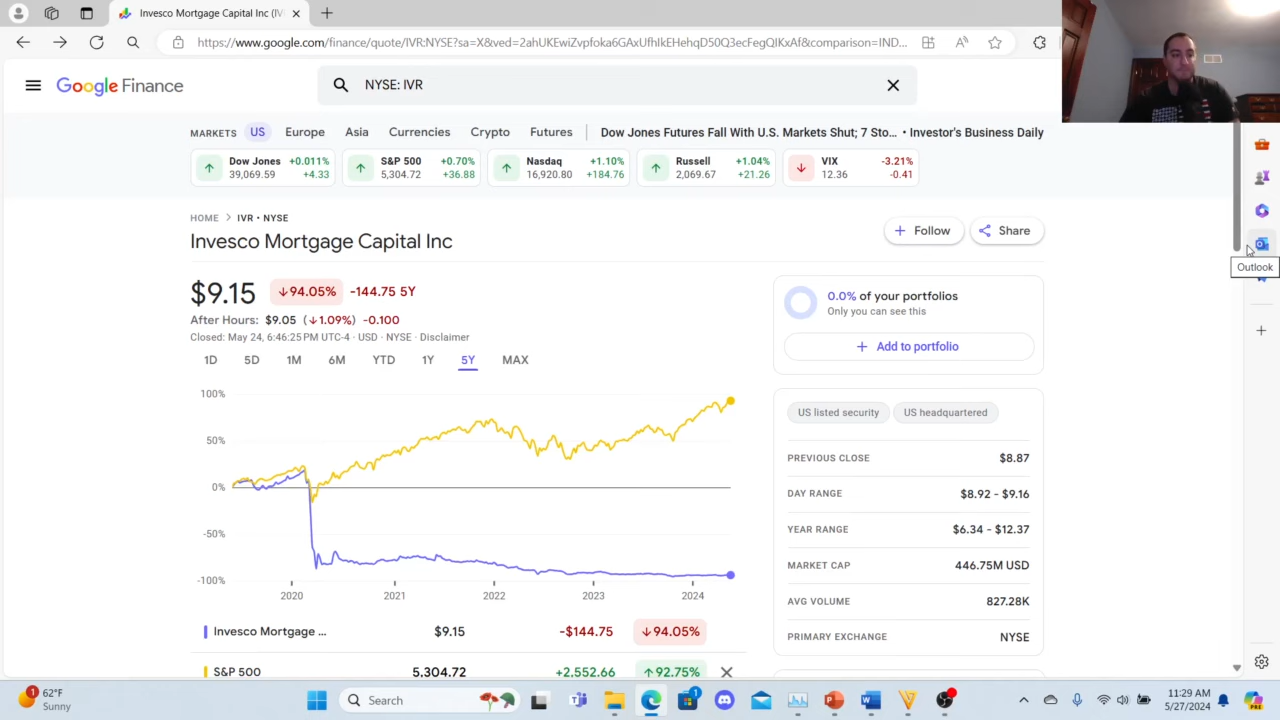 Invesco Mortgage Capital Inc (IV
https://www.google.com/finance/quote/IVR:NYSE?sa=X&ved=2ahUKEwiZvpfoka6GAxUfhIkEHehqD50Q3ecFegQIKxAf&comparison=IND...
Google Finance
NYSE: IVR
MARKETS US Europe Asia Currencies Crypto Futures Dow Jones Futures Fall With U.S. Markets Shut; 7 Sto... • Investor's Business Daily
Dow Jones +0.011% S&P 500 +0.70% Nasdaq +1.10% Russell +1.04% VIX -3.21%
39,069.59 +4.33 5,304.72 +36.88 16,920.80 +184.76 2,069.67 +21.26 12.36 -0.41
HOME > IVR • NYSE
Invesco Mortgage Capital Inc
+ Follow
Share
Outlook
$9.15 ↓94.05% -144.75 5Y
After Hours: $9.05 (↓1.09%) -0.100
Closed: May 24, 6:46:25 PM UTC-4 · USD · NYSE · Disclaimer
1D 5D 1M 6M YTD 1Y 5Y MAX
0.0% of your portfolios
Only you can see this
+ Add to portfolio
100%
50%
0%
-50%
-100%
2020 2021 2022 2023 2024
US listed security US headquartered
PREVIOUS CLOSE $8.87
DAY RANGE $8.92 - $9.16
YEAR RANGE $6.34 - $12.37
MARKET CAP 446.75M USD
AVG VOLUME 827.28K
PRIMARY EXCHANGE NYSE
Invesco Mortgage ... $9.15 -$144.75 ↓94.05%
S&P 500 5,304.72 +2,552.66 ↑92.75%
1
62°F
Sunny
Search
1
11:29 AM
5/27/2024
PRE